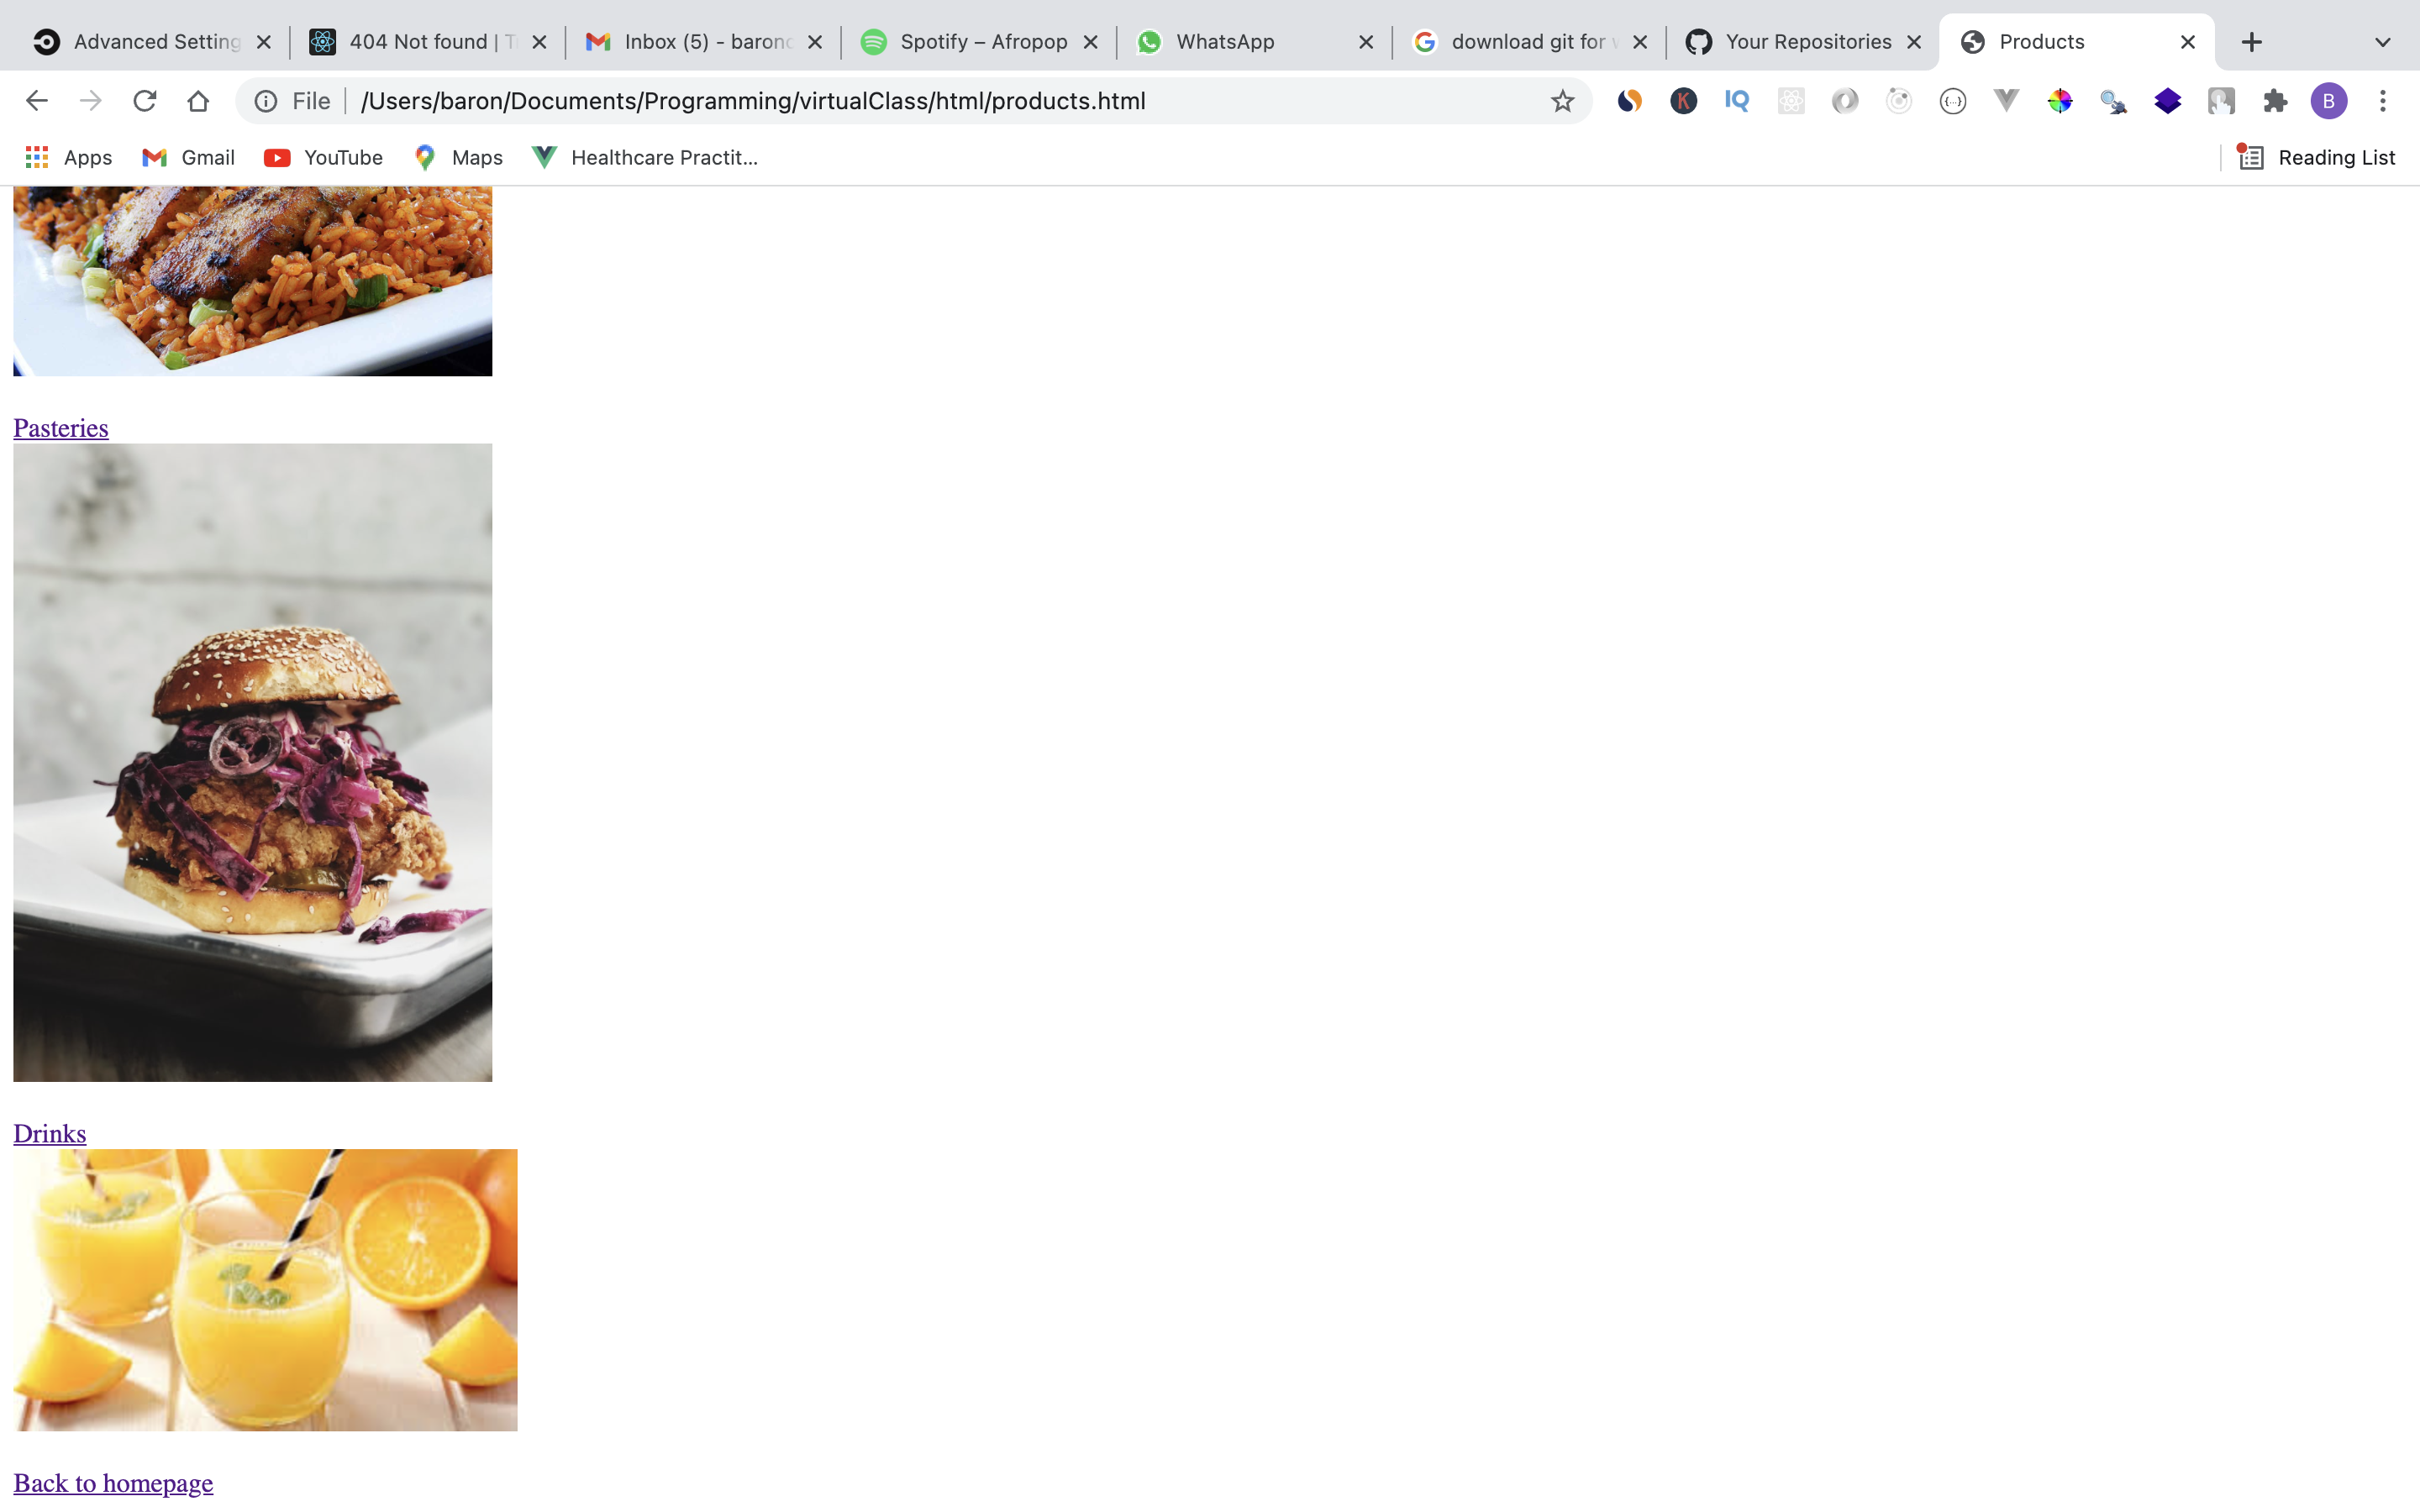 Advanced Setting
404 Not found | T
Inbox (5) - baronc
Spotify – Afropop
WhatsApp
download git for w
Your Repositories
Products
File
/Users/baron/Documents/Programming/virtualClass/html/products.html
K
IQ
B
Apps
Gmail
YouTube
Maps
Healthcare Practit...
Reading List
Pasteries
Drinks
Back to homepage